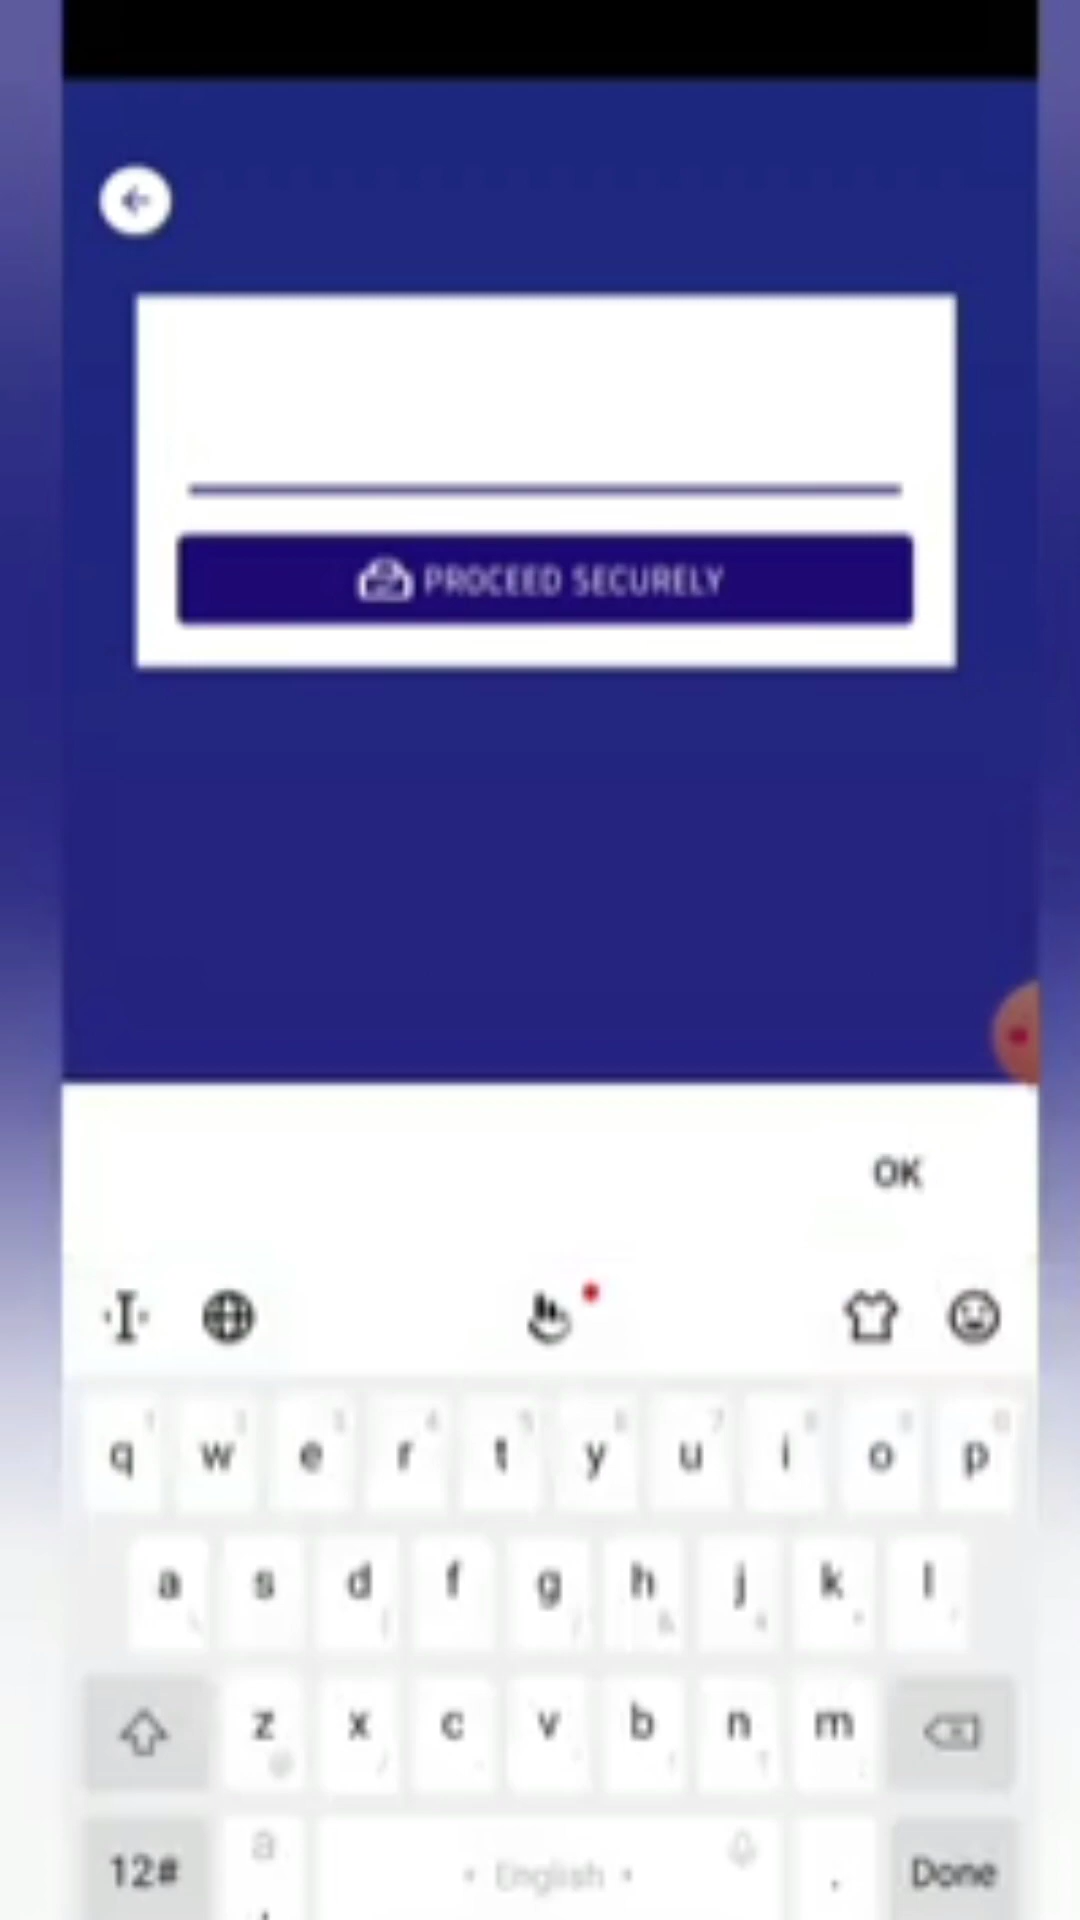 PROCEED SECURELY
OK
q w e r t y u i o p
a s d f g h j k l
z x c v b n m
12# English . Done